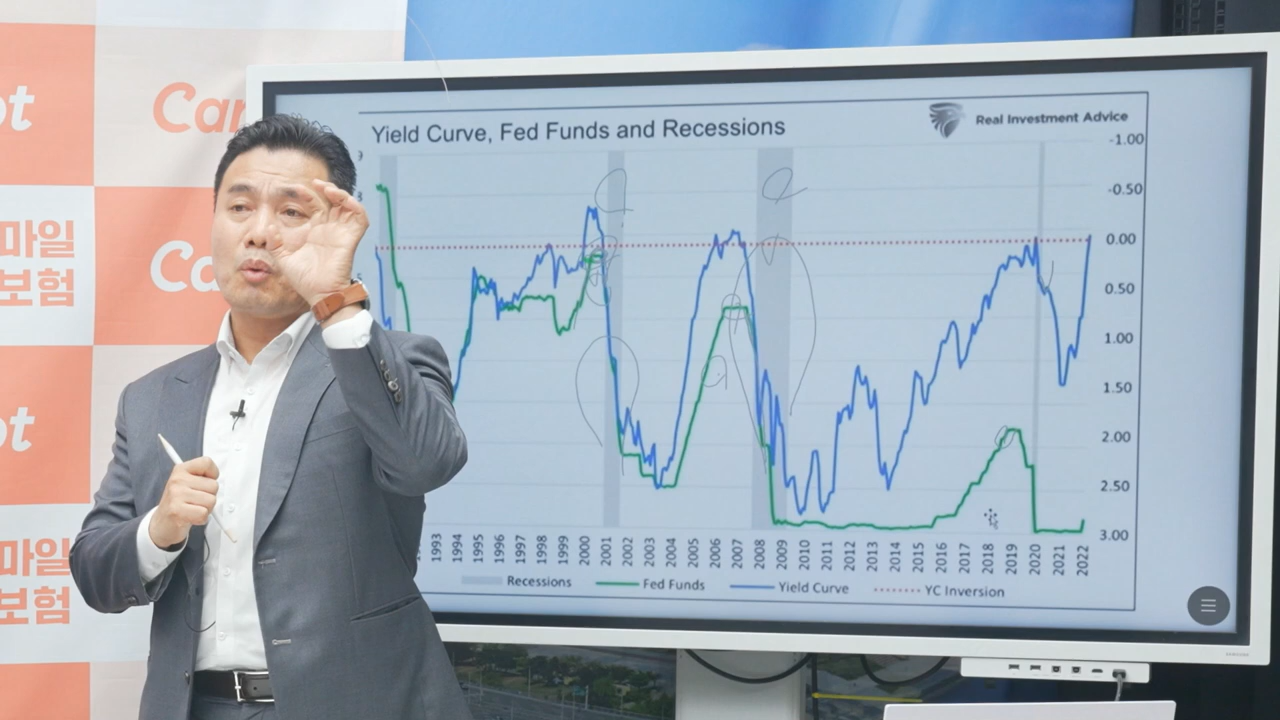 ot
Car
마일
보험
Ca
ot
마일
보험
Yield Curve, Fed Funds and Recessions
Real Investment Advice
9
-1.00
-0.50
0.00
0.50
1.00
1.50
2.00
2.50
3.00
1993 1994 1995 1996 1997 1998 1999 2000 2001 2002 2003 2004 2005 2006 2007 2008 2009 2010 2011 2012 2013 2014 2015 2016 2017 2018 2019 2020 2021 2022
Recessions Fed Funds Yield Curve YC Inversion
SAMSUNG